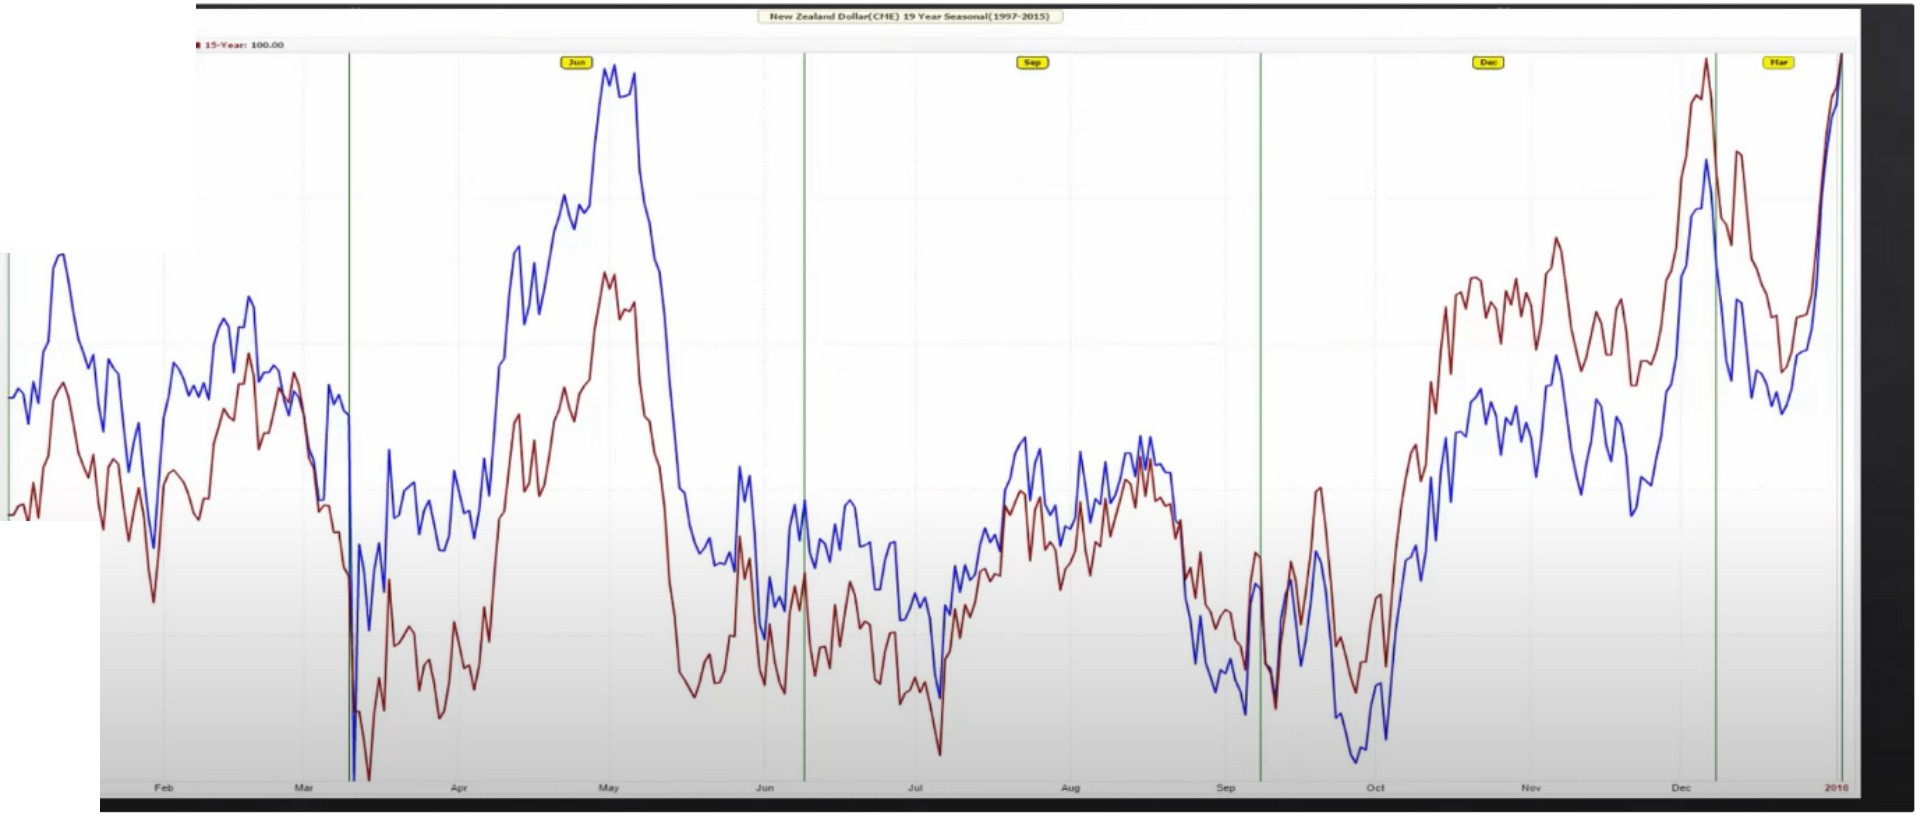 New Zealand Dollar(CME) 19 Year Seasonal(1997-2015)
15-Year: 100.00
Jun Sep Dec Mar
Feb Mar Apr May Jun Jul Aug Sep Oct Nov Dec 2016